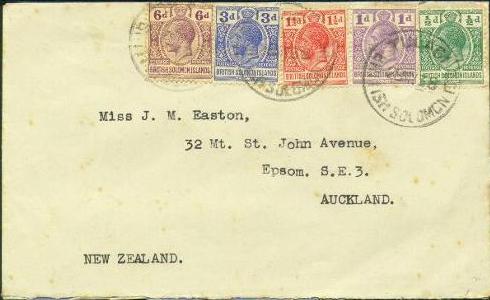 6d 6d
BRITISH SOLOMON ISLANDS
3d 3d
BRITISH SOLOMON ISLANDS
1½d 1½d
BRITISH SOLOMON ISLANDS
1d 1d
BRITISH SOLOMON ISLANDS
½d ½d
BRITISH SOLOMON ISLANDS
Miss J. M. Easton,
32 Mt. St. John Avenue,
Epsom. S.E.3.
AUCKLAND.
NEW ZEALAND.